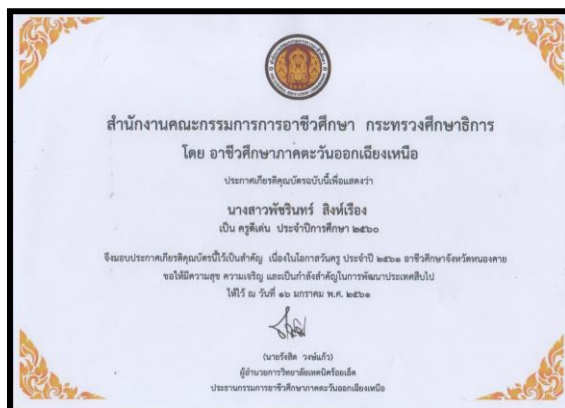 สำนักงานคณะกรรมการการอาชีวศึกษา กระทรวงศึกษาธิการ
โดย อาชีวศึกษาภาคตะวันออกเฉียงเหนือ
ประกาศเกียรติคุณบัตรฉบับนี้เพื่อแสดงว่า
นางสาวพัชรินทร์ สิงห์เรือง
เป็น ครูดีเด่น ประจำปีการศึกษา ๒๕๖๐
จึงมอบประกาศเกียรติคุณบัตรนี้ไว้เป็นสำคัญ เนื่องในโอกาสวันครู ประจำปี ๒๕๖๑ อาชีวศึกษาจังหวัดหนองคาย
ขอให้มีความสุข ความเจริญ และเป็นกำลังสำคัญในการพัฒนาประเทศสืบไป
ให้ไว้ ณ วันที่ ๑๖ มกราคม พ.ศ. ๒๕๖๑
(นายรังสิต วงษ์แก้ว)
ผู้อำนวยการวิทยาลัยเทคนิคร้อยเอ็ด
ประธานกรรมการอาชีวศึกษาภาคตะวันออกเฉียงเหนือ